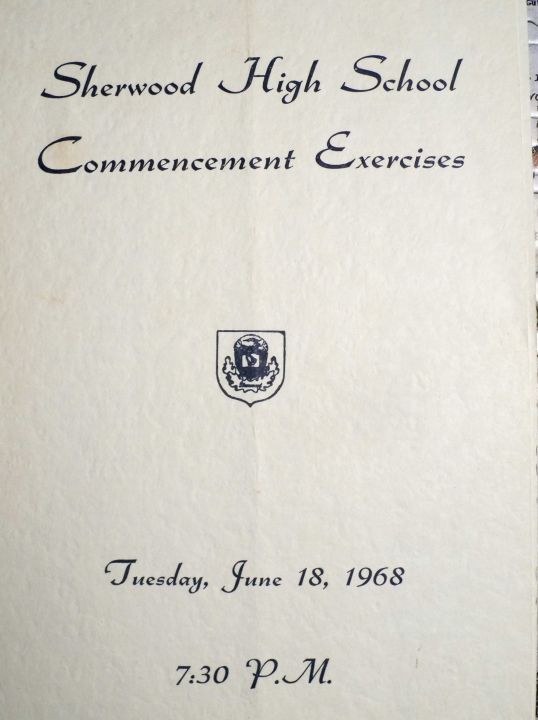 Sherwood High School
Commencement Exercises
Tuesday, June 18, 1968
7:30 P.M.